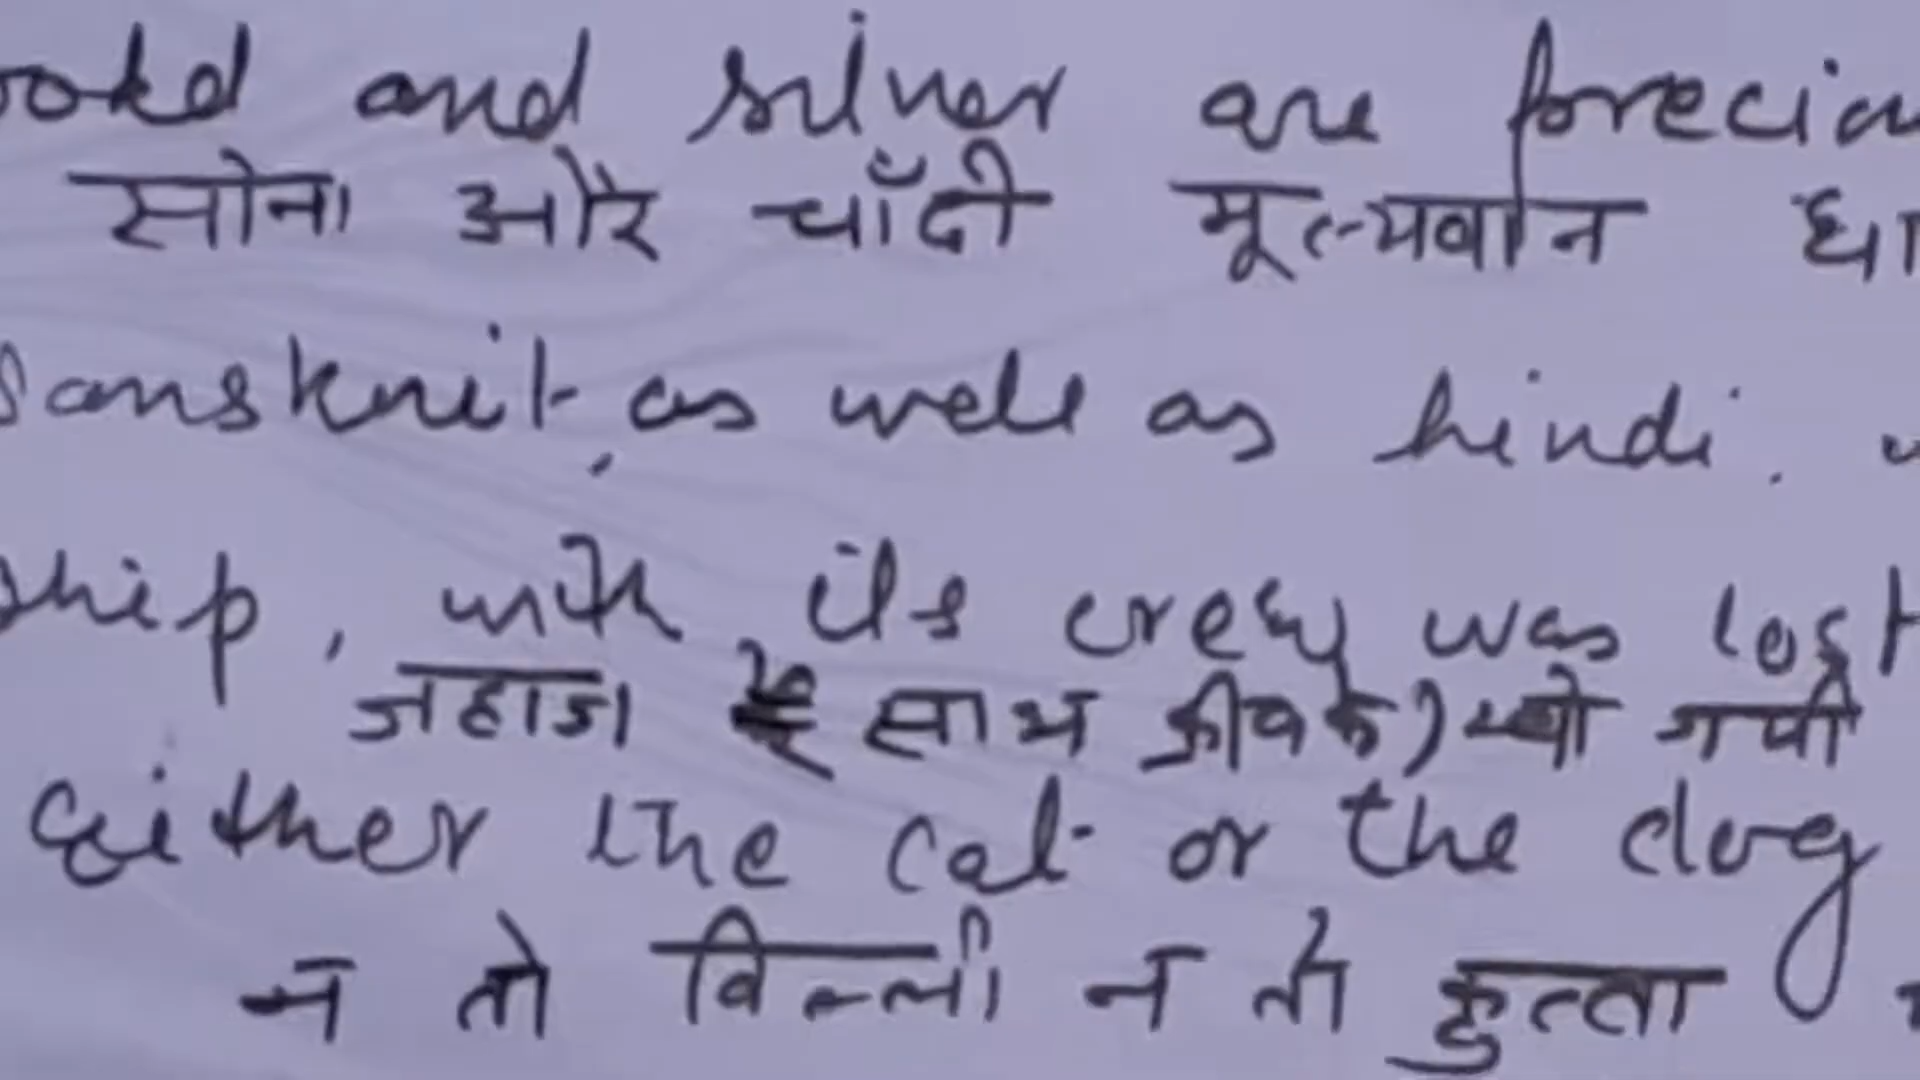 and silver are
सोना और चाँदी मूल्यवान
Sanskrit, as well as hindi.
ship, with its crew was lost
जहाज साथ क्रीवके) खो गयी
Either the cat or the dog
न तो बिल्ली न तो कुत्ता